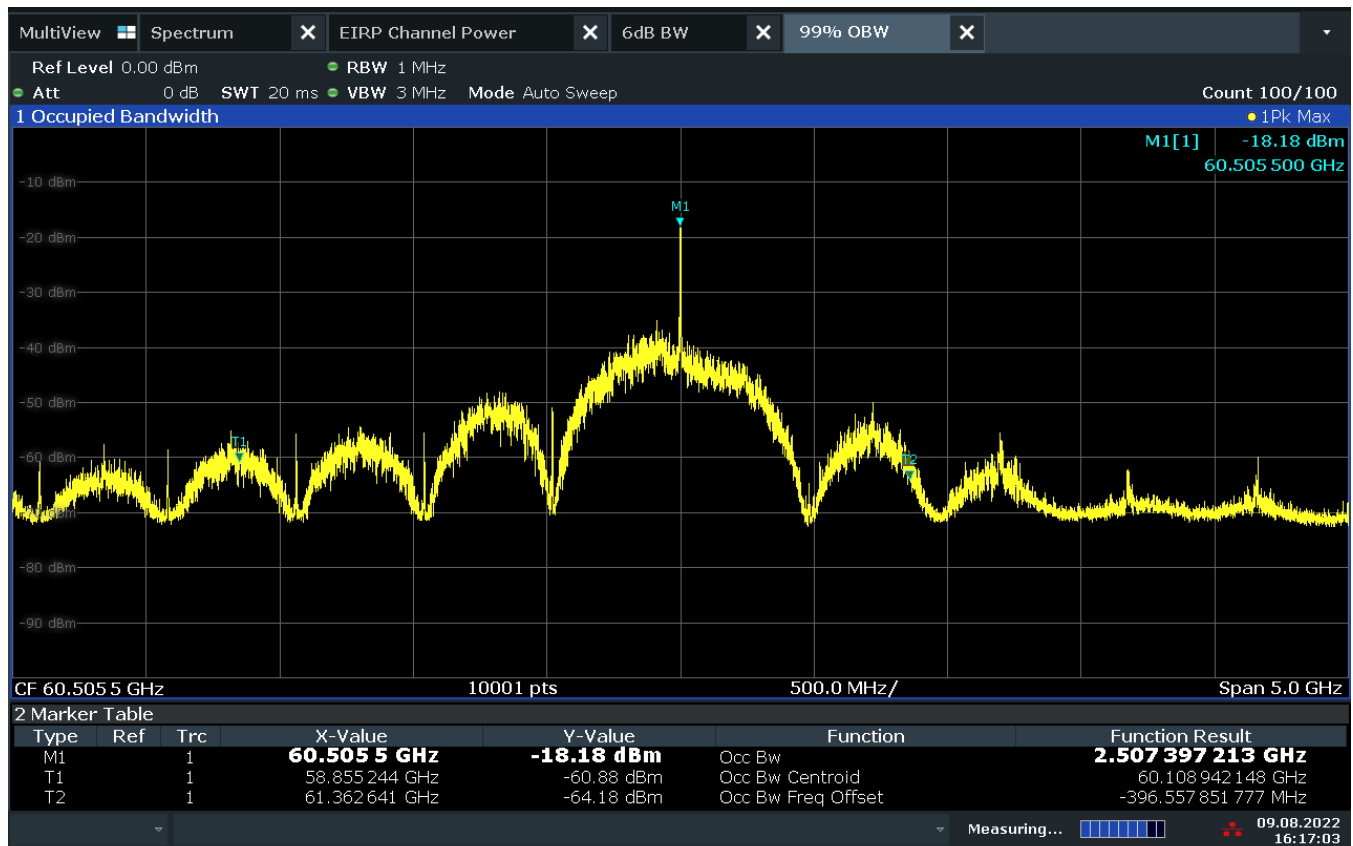 MultiView Spectrum X EIRP Channel Power X 6dB BW X 99% OBW X
Ref Level 0.00 dBm RBW 1 MHz
Att 0 dB SWT 20 ms VBW 3 MHz Mode Auto Sweep Count 100/100
1 Occupied Bandwidth 1Pk Max
M1[1] -18.18 dBm
60.505 500 GHz
-10 dBm
M1
-20 dBm
-30 dBm
-40 dBm
-50 dBm
T1
-60 dBm
T2
-70 dBm
-80 dBm
-90 dBm
CF 60.505 5 GHz 10001 pts 500.0 MHz/ Span 5.0 GHz
2 Marker Table
Type Ref Trc X-Value Y-Value Function Function Result
M1 1 60.505 5 GHz -18.18 dBm Occ Bw 2.507 397 213 GHz
T1 1 58.855 244 GHz -60.88 dBm Occ Bw Centroid 60.108 942 148 GHz
T2 1 61.362 641 GHz -64.18 dBm Occ Bw Freq Offset -396.557 851 777 MHz
Measuring... 09.08.2022
16:17:03